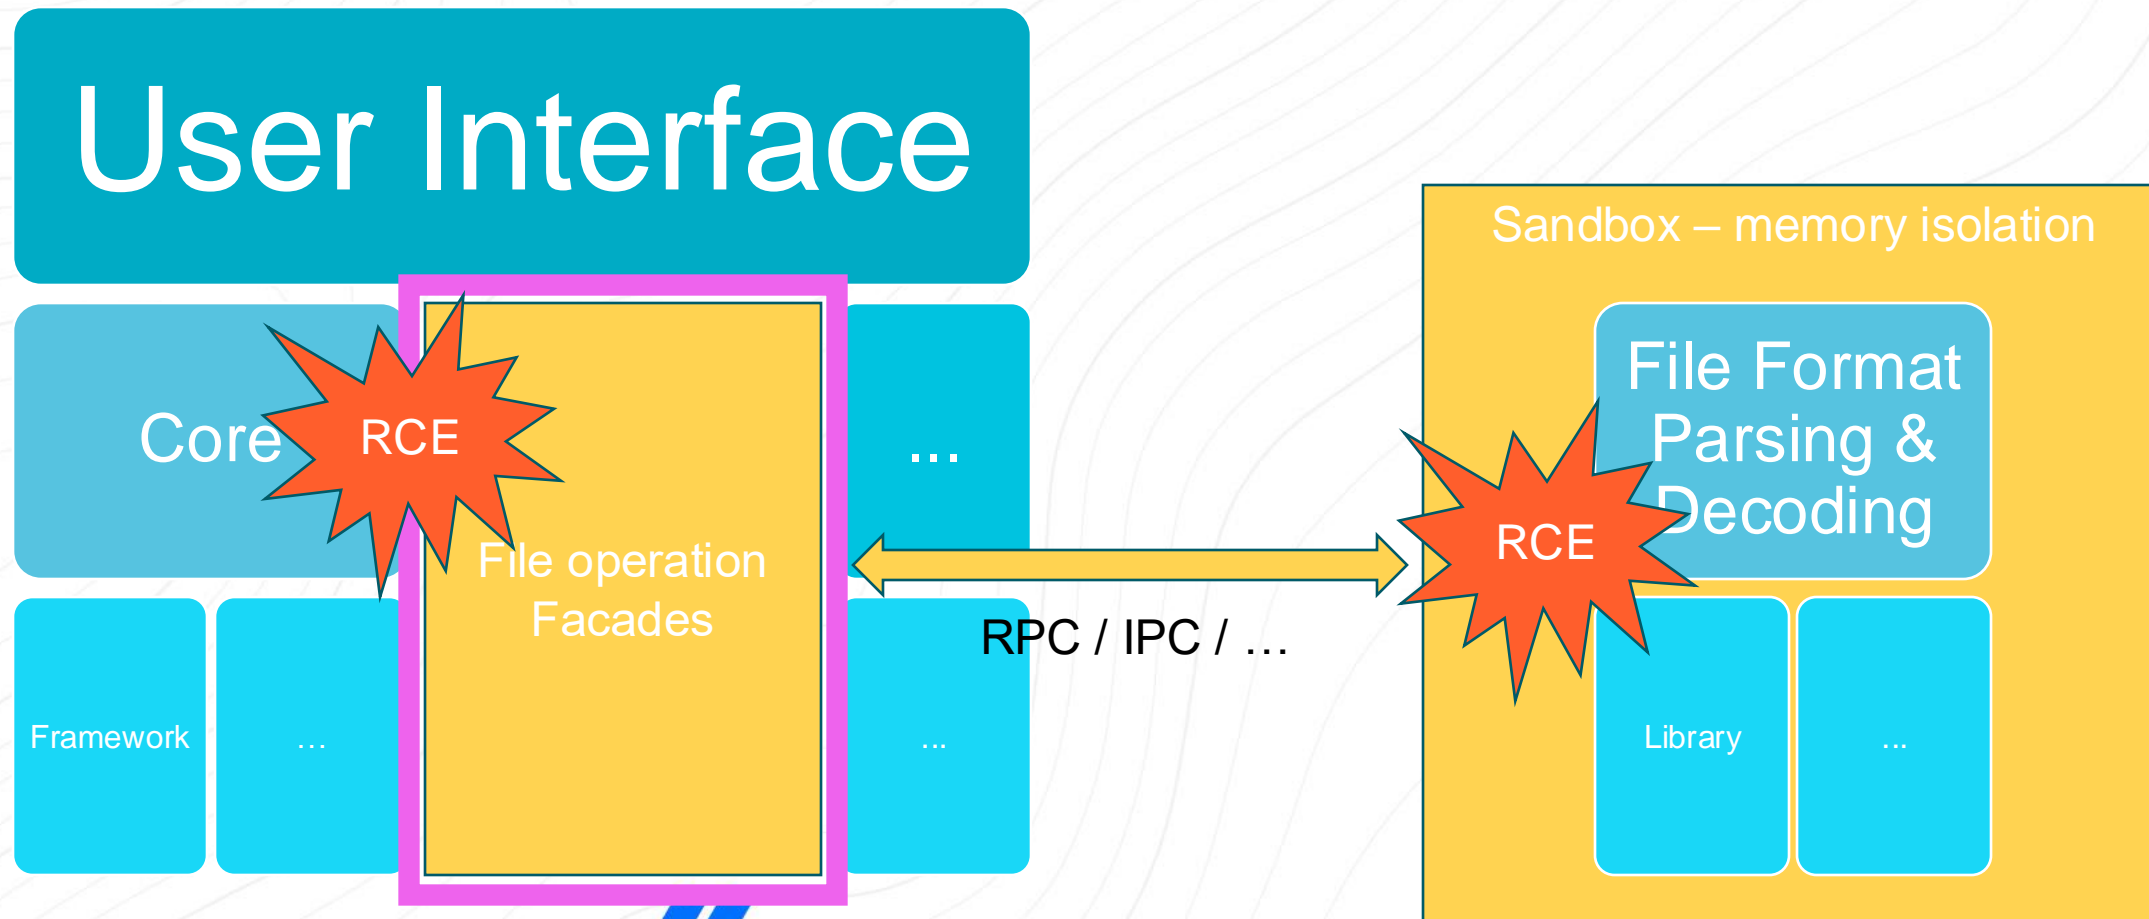 User Interface
Sandbox – memory isolation
Core
RCE
File operation
Facades
...
RPC / IPC / …
File Format
Parsing &
Decoding
RCE
Framework
…
...
Library
...